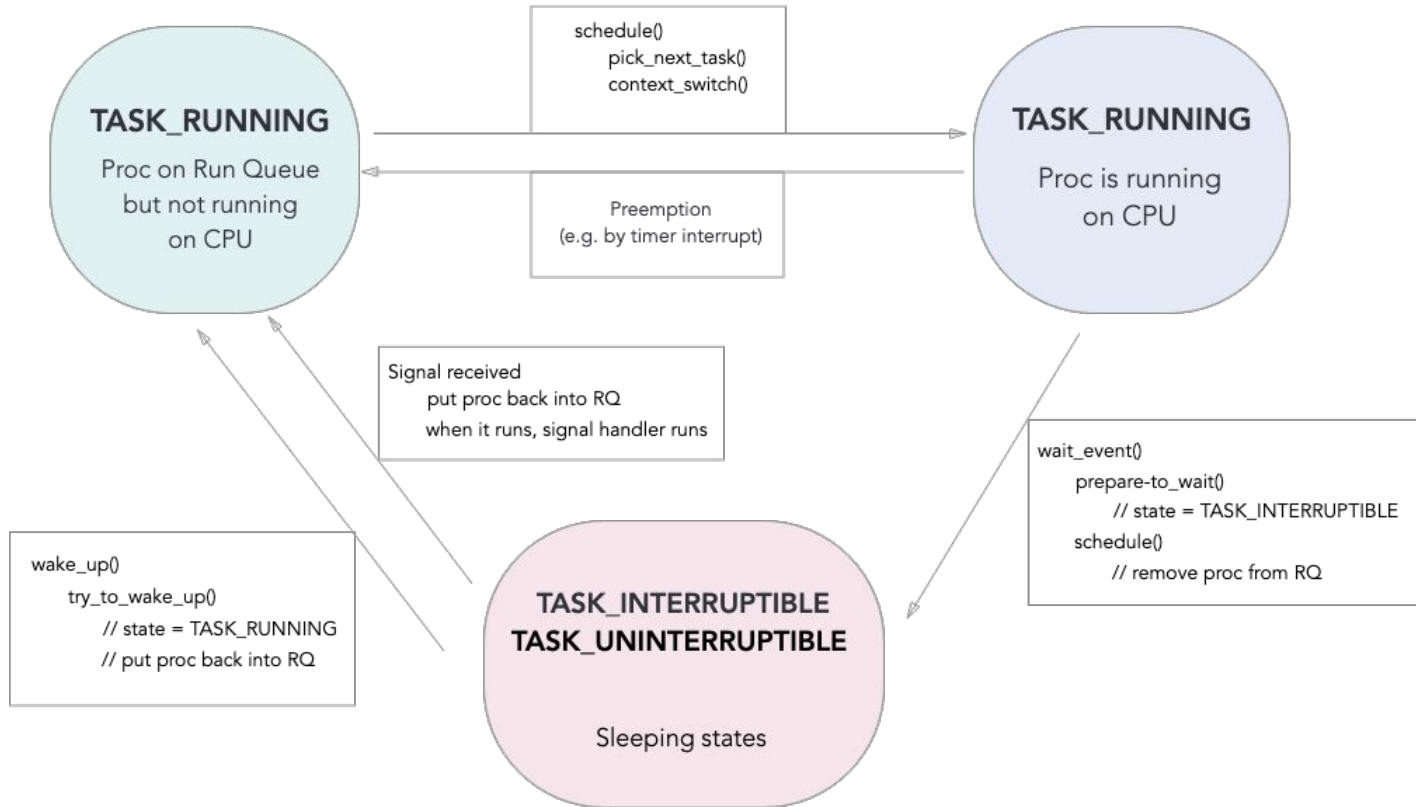 schedule()
pick_next_task()
context_switch()
TASK_RUNNING
Proc on Run Queue
but not running
on CPU
TASK_RUNNING
Proc is running
on CPU
Preemption
(e.g. by timer interrupt)
Signal received
put proc back into RQ
when it runs, signal handler runs
wait_event()
prepare-to_wait()
// state = TASK_INTERRUPTIBLE
schedule()
// remove proc from RQ
wake_up()
try_to_wake_up()
// state = TASK_RUNNING
// put proc back into RQ
TASK_INTERRUPTIBLE
TASK_UNINTERRUPTIBLE
Sleeping states